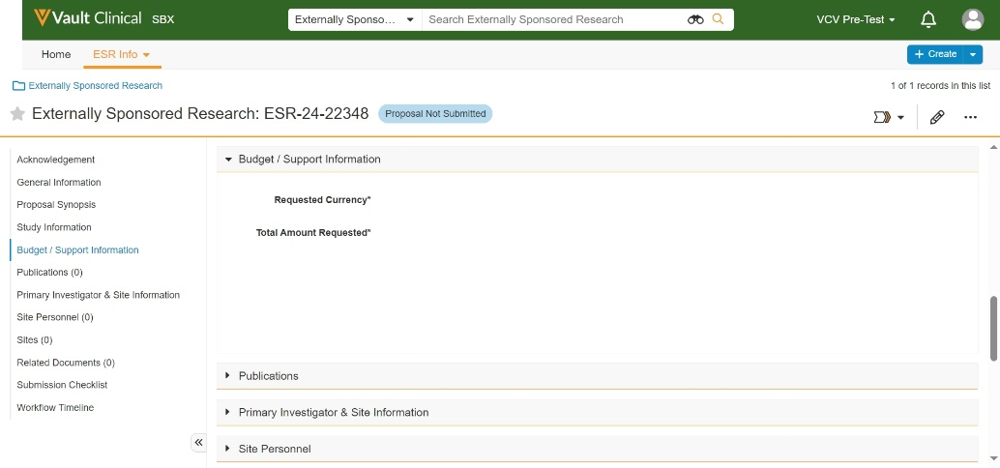 Vault Clinical SBX
Externally Sponso... Search Externally Sponsored Research
VCV Pre-Test
Home ESR Info
+ Create
Externally Sponsored Research
1 of 1 records in this list
Externally Sponsored Research: ESR-24-22348 Proposal Not Submitted
Acknowledgement
General Information
Proposal Synopsis
Study Information
Budget / Support Information
Publications (0)
Primary Investigator & Site Information
Site Personnel (0)
Sites (0)
Related Documents (0)
Submission Checklist
Workflow Timeline
Budget / Support Information
Requested Currency*
Total Amount Requested*
Publications
Primary Investigator & Site Information
Site Personnel